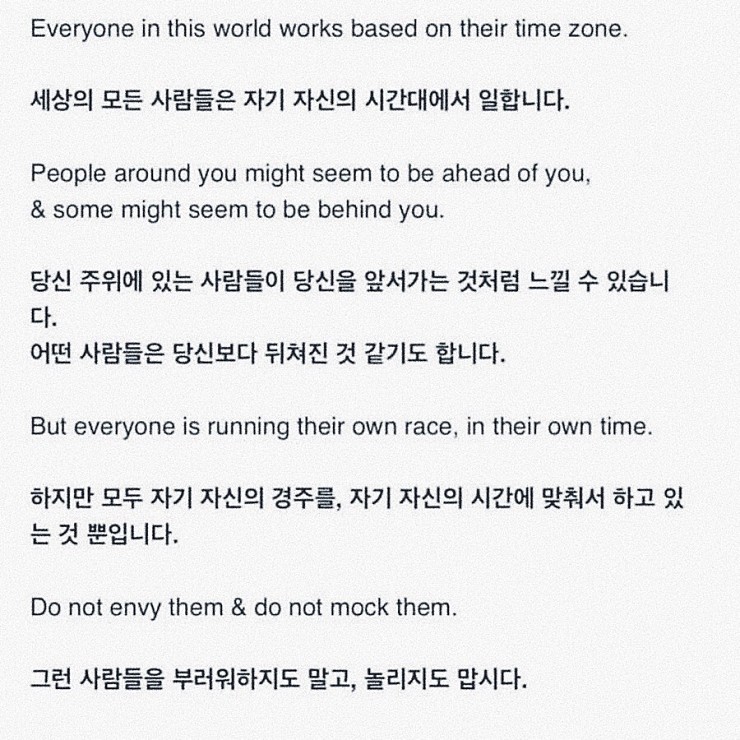 Everyone in this world works based on their time zone.
세상의 모든 사람들은 자기 자신의 시간대에서 일합니다.
People around you might seem to be ahead of you,
& some might seem to be behind you.
당신 주위에 있는 사람들이 당신을 앞서가는 것처럼 느낄 수 있습니
다.
어떤 사람들은 당신보다 뒤쳐진 것 같기도 합니다.
But everyone is running their own race, in their own time.
하지만 모두 자기 자신의 경주를, 자기 자신의 시간에 맞춰서 하고 있
는 것 뿐입니다.
Do not envy them & do not mock them.
그런 사람들을 부러워하지도 말고, 놀리지도 맙시다.